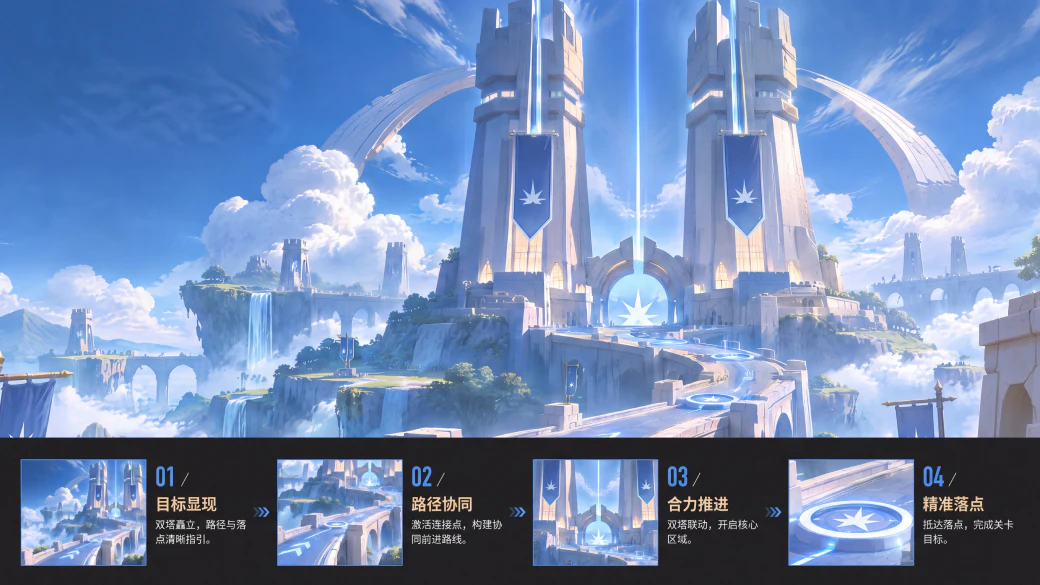 01 /
目标显现
双塔矗立，路径与落
点清晰指引。
02 /
路径协同
激活连接点，构建协
同前进路线。
03 /
合力推进
双塔联动，开启核心
区域。
04 /
精准落点
抵达落点，完成关卡
目标。